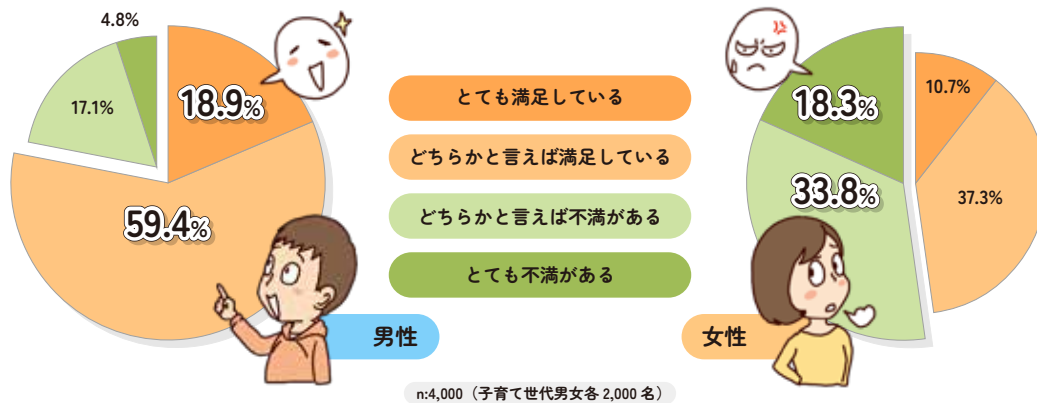 4.8%
17.1%
18.9%
59.4%
男性
とても満足している
どちらかと言えば満足している
どちらかと言えば不満がある
とても不満がある
18.3%
10.7%
33.8%
37.3%
女性
n:4,000（子育て世代男女各 2,000 名）